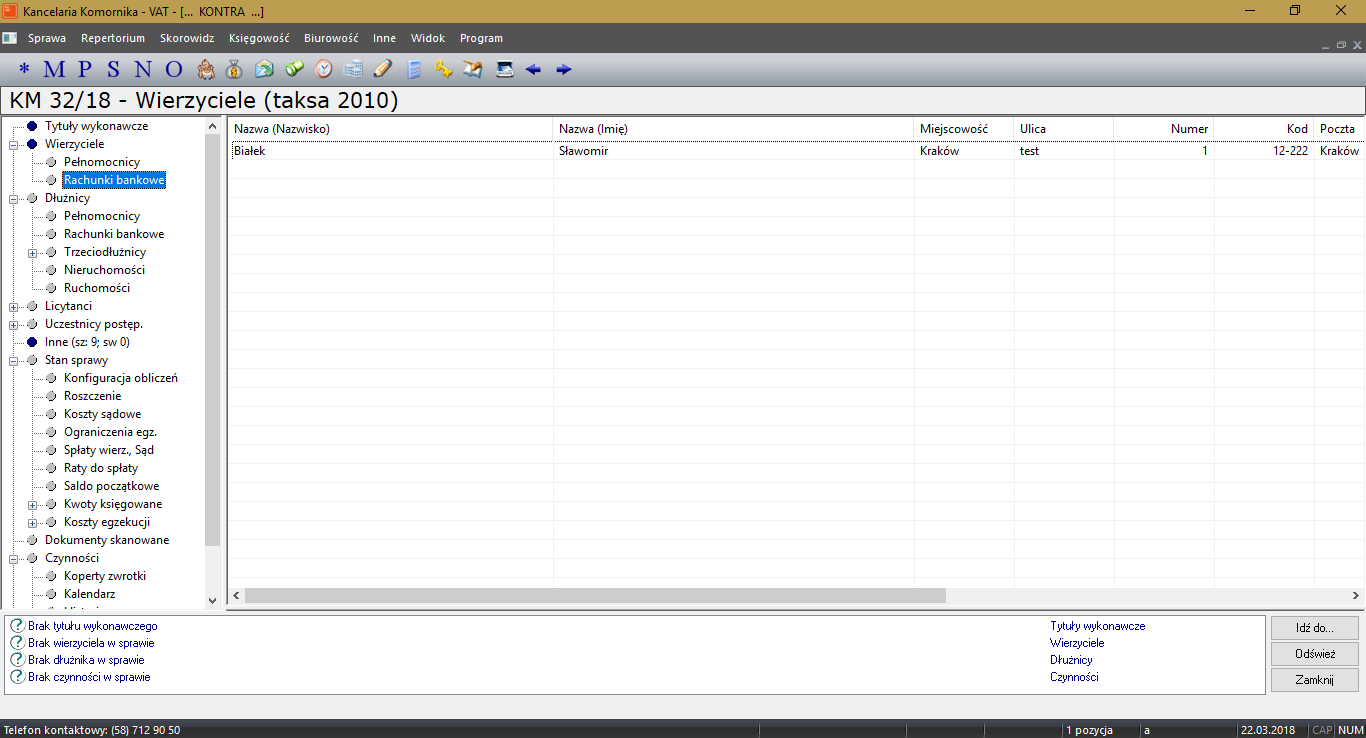 Kancelaria Komornika - VAT - [... KONTRA ...]
Sprawa Repertorium Skorowidz Księgowość Biurowość Inne Widok Program
* M P S N O
KM 32/18 - Wierzyciele (taksa 2010)
Tytuły wykonawcze
Wierzyciele
Pełnomocnicy
Rachunki bankowe
Dłużnicy
Pełnomocnicy
Rachunki bankowe
Trzeciodłużnicy
Nieruchomości
Ruchomości
Licytanci
Uczestnicy postęp.
Inne (sz: 9; sw 0)
Stan sprawy
Konfiguracja obliczeń
Roszczenie
Koszty sądowe
Ograniczenia egz.
Spłaty wierz., Sąd
Raty do spłaty
Saldo początkowe
Kwoty księgowane
Koszty egzekucji
Dokumenty skanowane
Czynności
Koperty zwrotki
Kalendarz
Nazwa (Nazwisko) Nazwa (Imię) Miejscowość Ulica Numer Kod Poczta
Białek Sławomir Kraków test 1 12-222 Kraków
Brak tytułu wykonawczego Tytuły wykonawcze
Brak wierzyciela w sprawie Wierzyciele
Brak dłużnika w sprawie Dłużnicy
Brak czynności w sprawie Czynności
Idź do...
Odśwież
Zamknij
Telefon kontaktowy: (58) 712 90 50 1 pozycja a 22.03.2018 CAP NUM